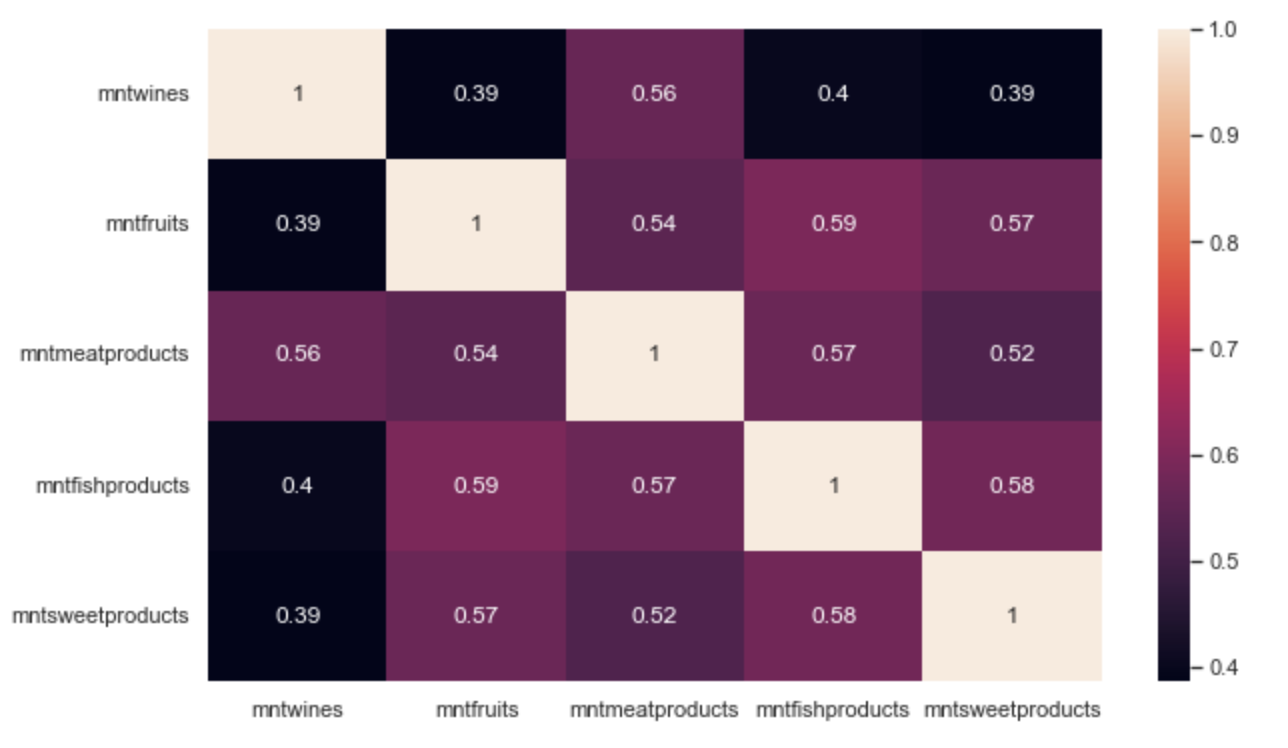 mntwines 1 0.39 0.56 0.4 0.39
mntfruits 0.39 1 0.54 0.59 0.57
mntmeatproducts 0.56 0.54 1 0.57 0.52
mntfishproducts 0.4 0.59 0.57 1 0.58
mntsweetproducts 0.39 0.57 0.52 0.58 1
mntwines mntfruits mntmeatproducts mntfishproducts mntsweetproducts
1.0
0.9
0.8
0.7
0.6
0.5
0.4